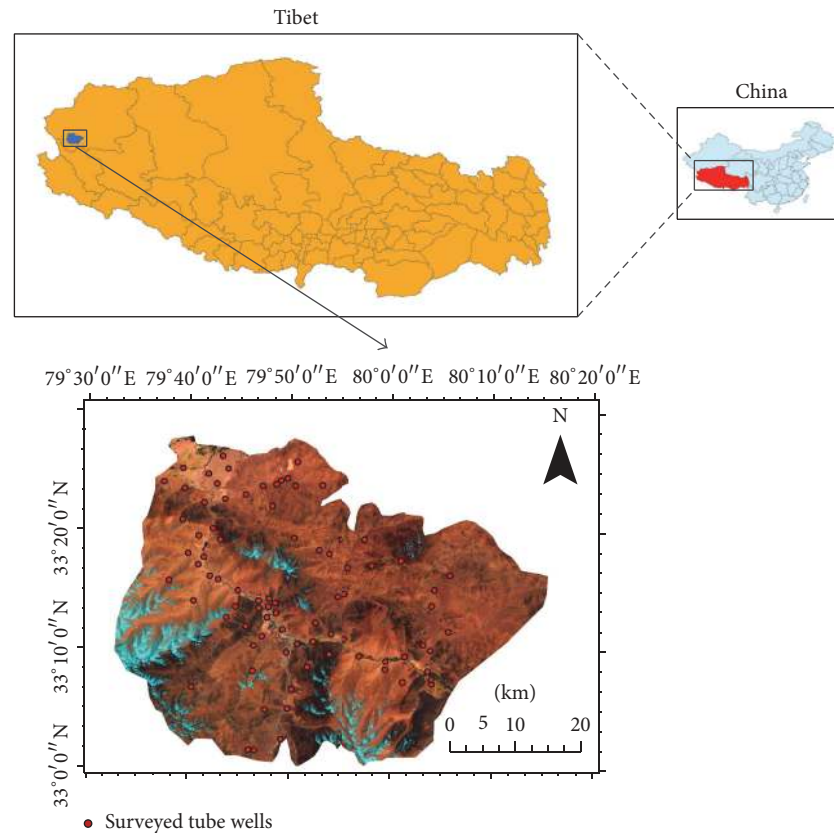 Tibet
China
79°30′0″E 79°40′0″E 79°50′0″E 80°0′0″E 80°10′0″E 80°20′0″E
N
33°20′0″N
33°10′0″N
33°0′0″N
(km)
0 5 10 20
Surveyed tube wells